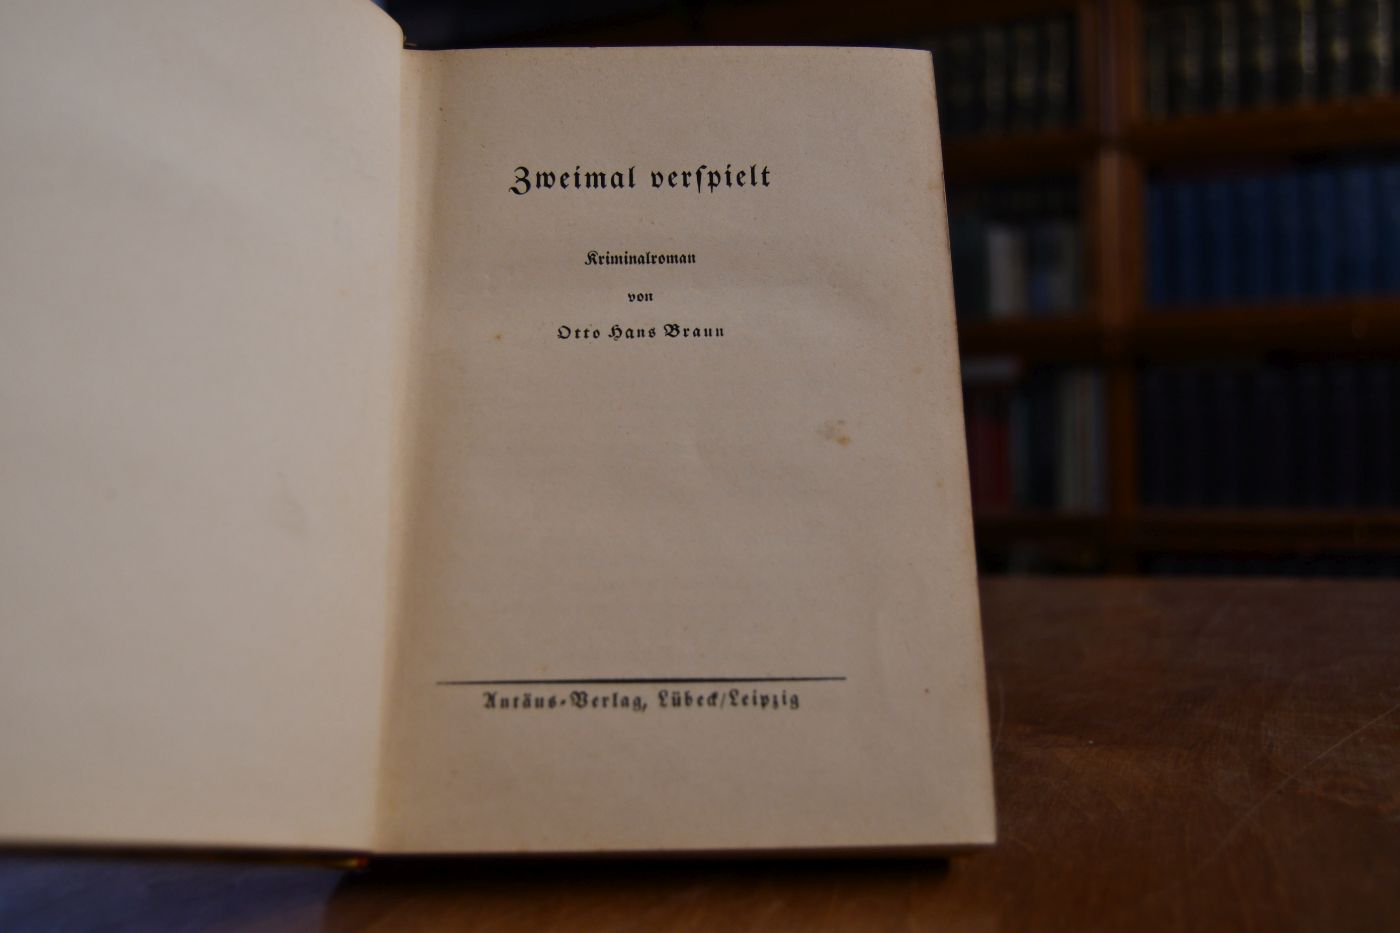 Zweimal verſpielt
Kriminalroman
von
Otto Hans Braun
Antäus-Verlag, Lübeck/Leipzig